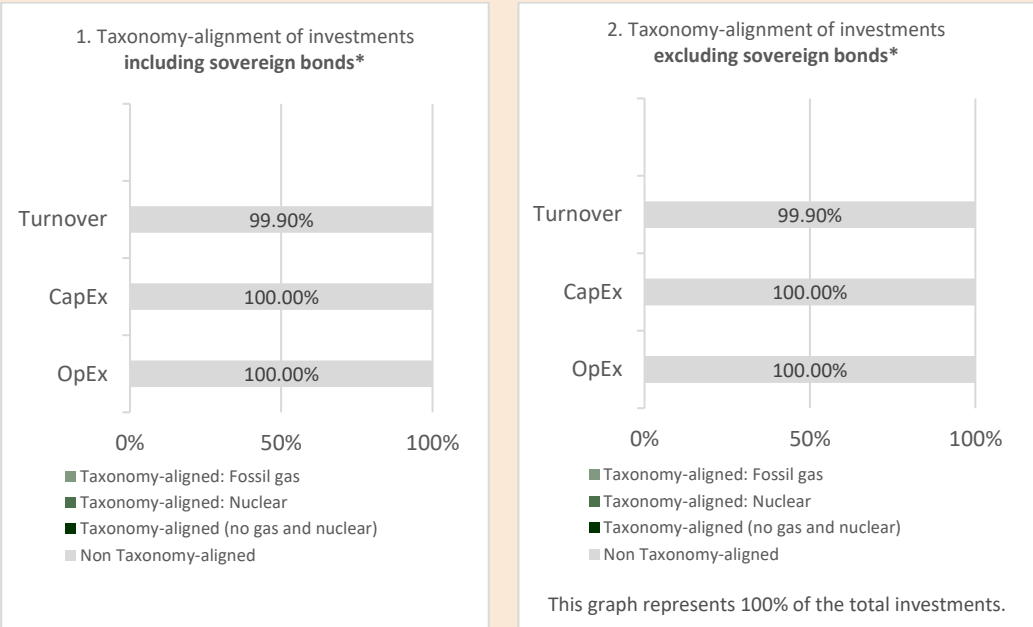 1. Taxonomy-alignment of investments
including sovereign bonds*
Turnover
99.90%
CapEx
100.00%
OpEx
100.00%
0% 50% 100%
Taxonomy-aligned: Fossil gas
Taxonomy-aligned: Nuclear
Taxonomy-aligned (no gas and nuclear)
Non Taxonomy-aligned
2. Taxonomy-alignment of investments
excluding sovereign bonds*
Turnover
99.90%
CapEx
100.00%
OpEx
100.00%
0% 50% 100%
Taxonomy-aligned: Fossil gas
Taxonomy-aligned: Nuclear
Taxonomy-aligned (no gas and nuclear)
Non Taxonomy-aligned
This graph represents 100% of the total investments.